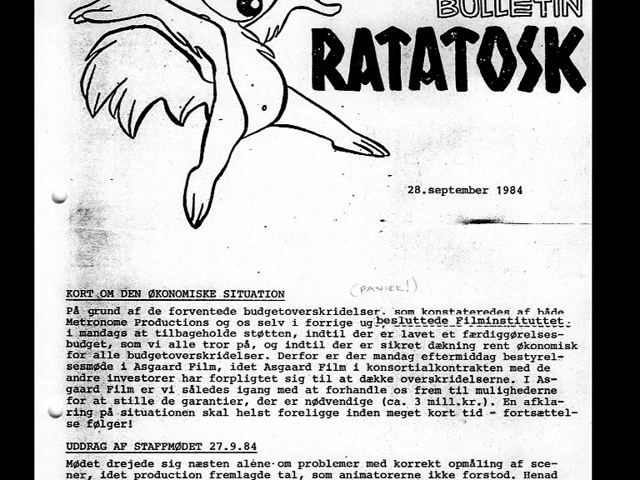 BULLETIN
RATATOSK
28.september 1984
(PANIEK!)
KORT OM DEN ØKONOMISKE SITUATION
På grund af de forventede budgetoverskridelser, som konstateredes af både
Metronome Productions og os selv i forrige ug besluttede Filminstituttet.
i mandags at tilbageholde støtten, indtil der er lavet et færdiggørelses-
budget, som vi alle tror på, og indtil der er sikret dækning rent økonomisk
for alle budgetoverskridelser. Derfor er der mandag eftermiddag bestyrel-
sesmøde i Asgaard Film, idet Asgaard Film i konsortialkontrakten med de
andre investorer har forpligtet sig til at dække overskridelserne. I As-
gaard Film er vi således igang med at forhandle os frem til mulighederne
for at stille de garantier, der er nødvendige (ca. 3 mill.kr.). En afkla-
ring på situationen skal helst foreligge inden meget kort tid - fortsættel-
se følger!
UDDRAG AF STAFFMØDET 27.9.84
Mødet drejede sig næsten alene om problemer med korrekt opmåling af sce-
ner, idet production fremlagde tal, som animatorerne ikke forstod. Henad